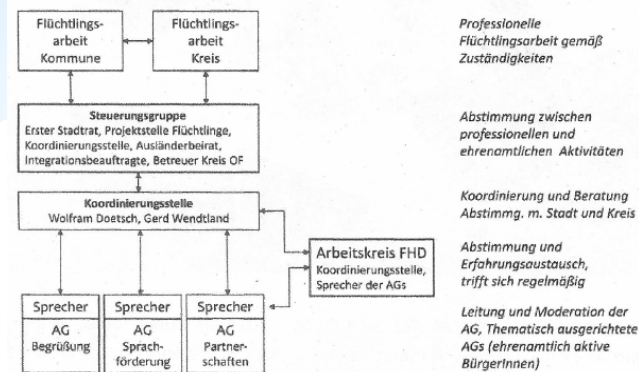 Flüchtlings-
arbeit
Kommune
Flüchtlings-
arbeit
Kreis
Professionelle
Flüchtlingsarbeit gemäß
Zuständigkeiten
Steuerungsgruppe
Erster Stadtrat, Projektstelle Flüchtlinge,
Koordinierungsstelle, Ausländerbeirat,
Integrationsbeauftragte, Betreuer Kreis OF
Abstimmung zwischen
professionellen und
ehrenamtlichen Aktivitäten
Koordinierungsstelle
Wolfram Doetsch, Gerd Wendtland
Koordinierung und Beratung
Abstimmg. m. Stadt und Kreis
Arbeitskreis FHD
Koordinierungsstelle,
Sprecher der AGs
Abstimmung und
Erfahrungsaustausch,
trifft sich regelmäßig
Sprecher
AG
Begrüßung
Sprecher
AG
Sprach-
förderung
Sprecher
AG
Partner-
schaften
Leitung und Moderation der
AG, Thematisch ausgerichtete
AGs (ehrenamtlich aktive
BürgerInnen)